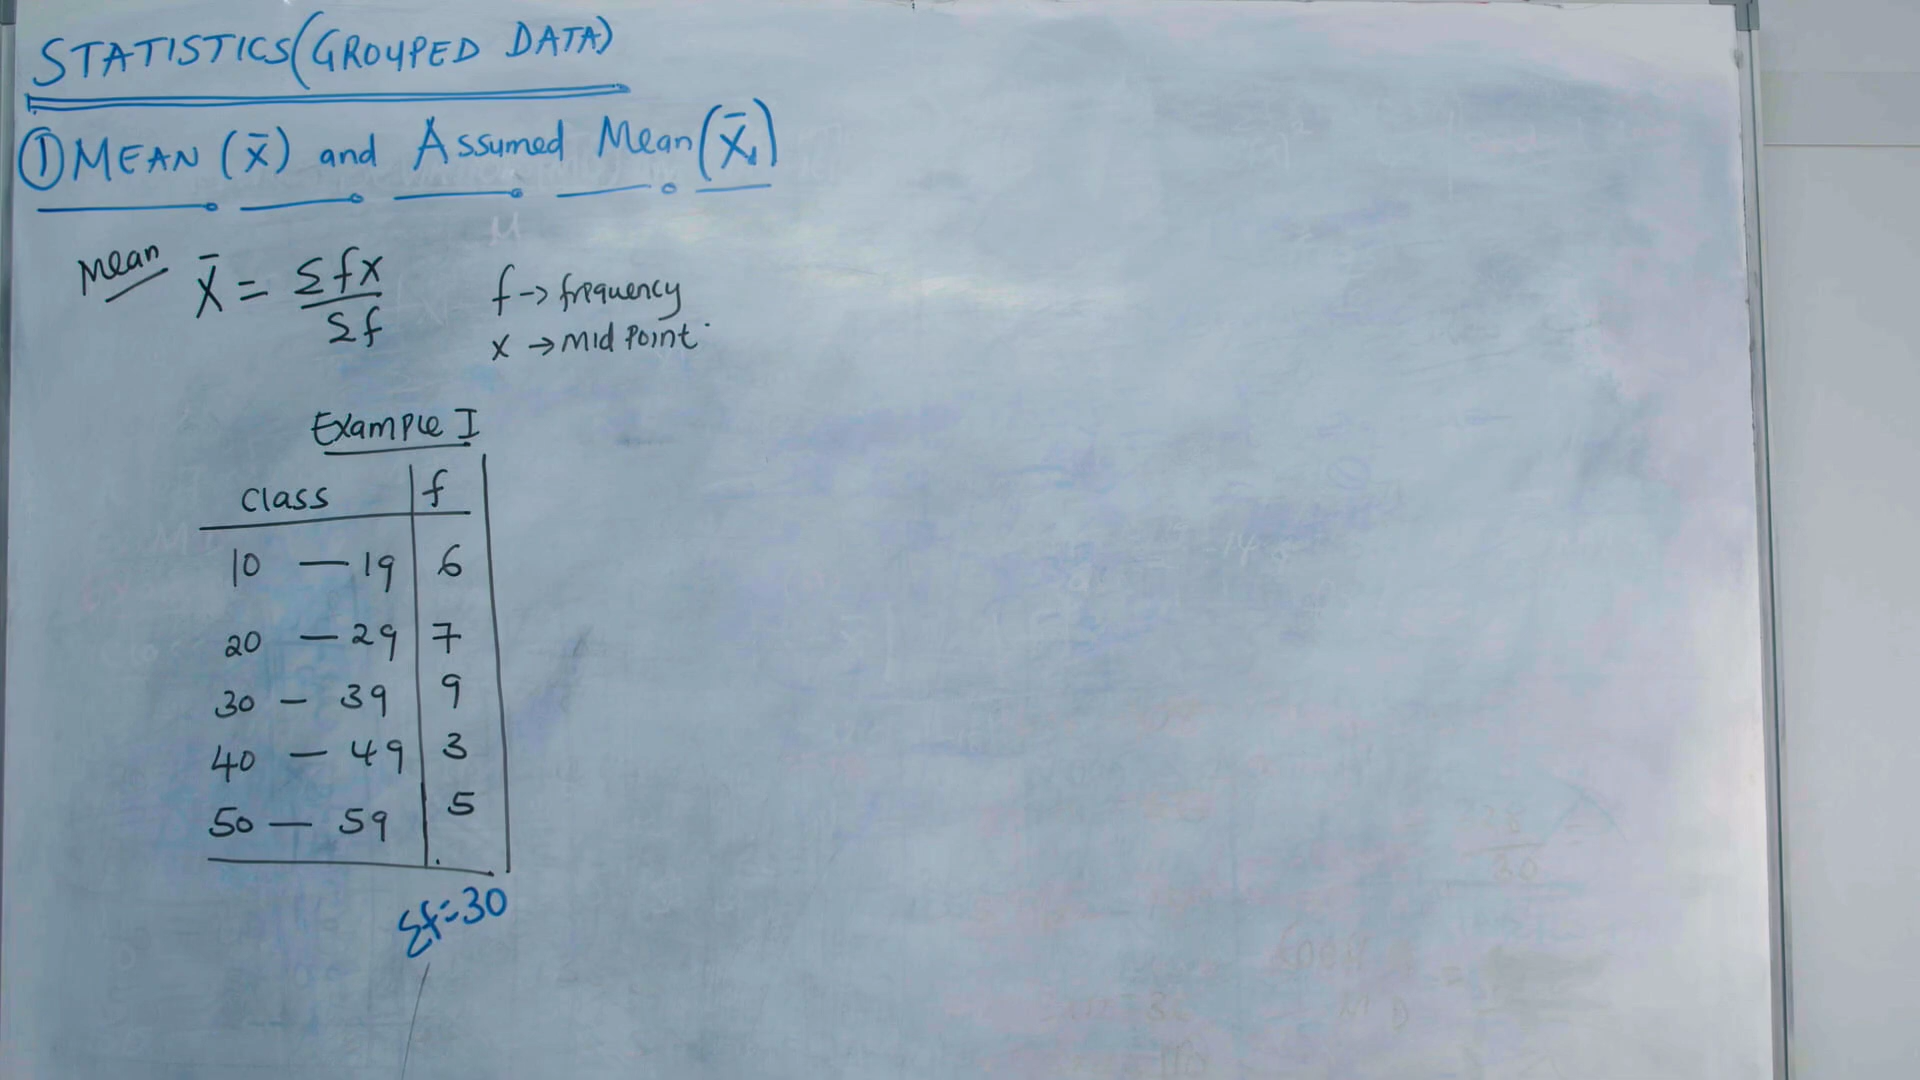 STATISTICS(GROUPED DATA)
① MEAN (x̄) and Assumed Mean (X̄₁)
Mean X̄ = Σfx / Σf
f → frequency
x → Mid Point
Example I
Class f
10 — 19 6
20 — 29 7
30 — 39 9
40 — 49 3
50 — 59 5
Σf=30